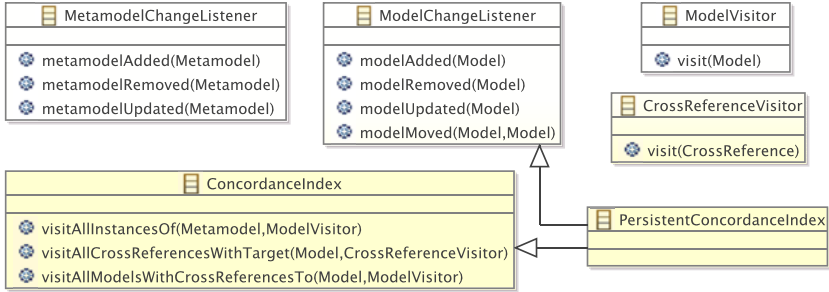 MetamodelChangeListener
metamodelAdded(Metamodel)
metamodelRemoved(Metamodel)
metamodelUpdated(Metamodel)
ModelChangeListener
modelAdded(Model)
modelRemoved(Model)
modelUpdated(Model)
modelMoved(Model,Model)
ModelVisitor
visit(Model)
CrossReferenceVisitor
visit(CrossReference)
ConcordanceIndex
visitAllInstancesOf(Metamodel,ModelVisitor)
visitAllCrossReferencesWithTarget(Model,CrossReferenceVisitor)
visitAllModelsWithCrossReferencesTo(Model,ModelVisitor)
PersistentConcordanceIndex